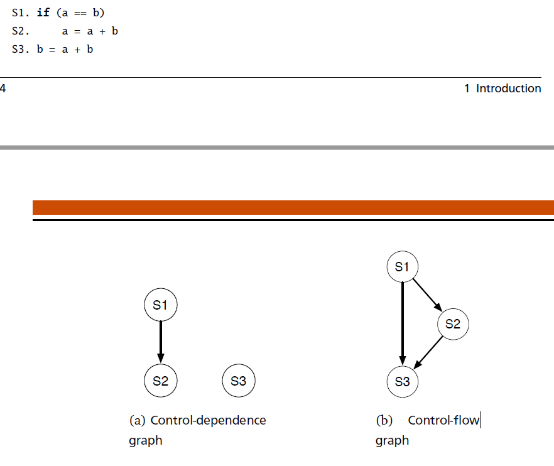 S1. if (a == b)
S2. a = a + b
S3. b = a + b
4 1 Introduction
S1
S2
S3
(a) Control-dependence
graph
S1
S2
S3
(b) Control-flow
graph